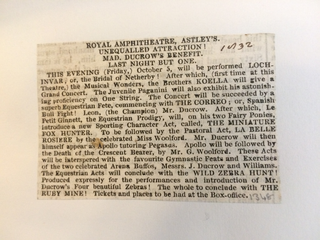 ROYAL AMPHITHEATRE, ASTLEY'S.
1832
UNEQUALLED ATTRACTION!
MAD. DUCROW'S BENEFIT.
LAST NIGHT BUT ONE.
THIS EVENING (Friday,) October 5, will be performed LOCH-
INVAR; or, the Bridal of Netherby! After which, (first time at this
Theatre,) the Musical Wonders, the Brothers KOELLA will give a
Grand Concert. The Juvenile Paganini will also exhibit his astonish-
ing proficiency on One String. The Concert will be succeeded by a
superb Equestrian Fete, commencing with THE CORREO; or, Spanish
Bull Fight! Leon, (the Champion) Mr. Ducrow. After which, Le
Petit Ginnett, the Equestrian Prodigy, will, on his two Fairy Ponies,
introduce a new Sporting Character Act, called, THE MINIATURE
FOX HUNTER. To be followed by the Pastoral Act, LA BELLE
ROSIERE by the celebrated Miss Woolford. Mr. Ducrow will then
himself appear as Apollo tutoring Pegasus. Apollo will be followed by
the Death of the Crescent Bearer, by Mr. G. Woolford. These Acts
will be interspersed with the favourite Gymnastic Feats and Exercises
of the two celebrated Arena Buffos, Messrs. J. Ducrow and Williams.
The Equestrian Acts will conclude with the WILD ZEBRA HUNT!
Produced expressly for the performance and introduction of Mr.
Ducrow's Four beautiful Zebras! The whole to conclude with THE
RUBY MINE! Tickets and places to be had at the Box-office.